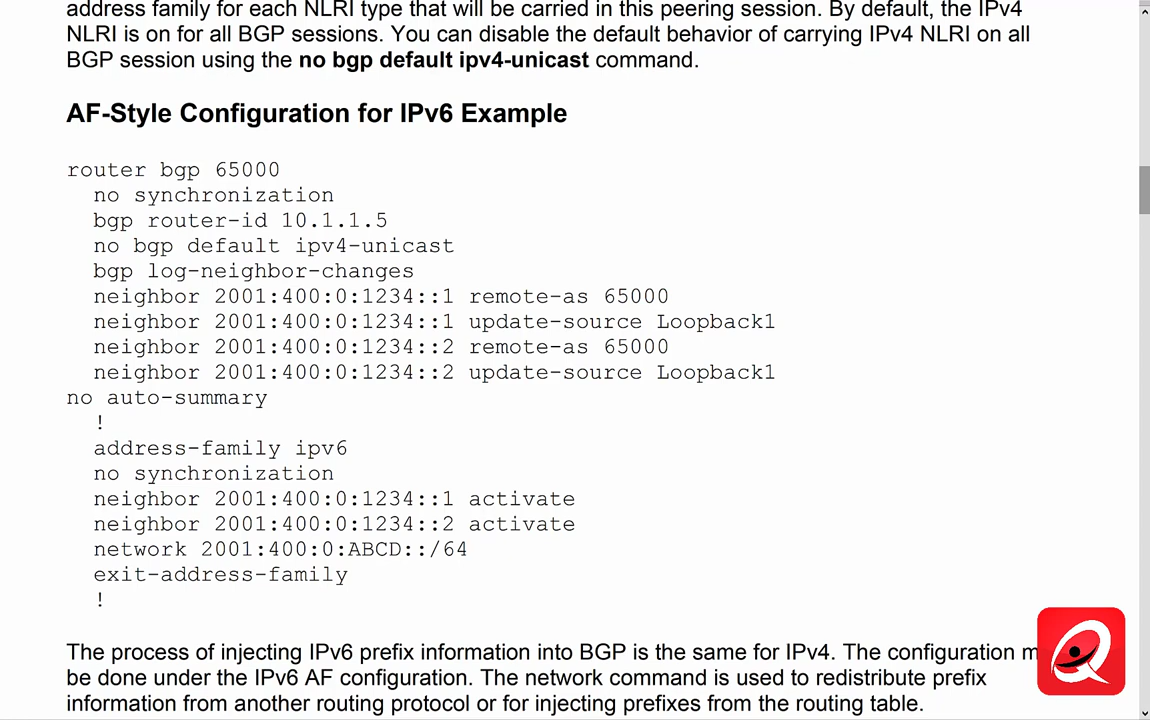 address family for each NLRI type that will be carried in this peering session. By default, the IPv4
NLRI is on for all BGP sessions. You can disable the default behavior of carrying IPv4 NLRI on all
BGP session using the no bgp default ipv4-unicast command.
AF-Style Configuration for IPv6 Example
router bgp 65000
no synchronization
bgp router-id 10.1.1.5
no bgp default ipv4-unicast
bgp log-neighbor-changes
neighbor 2001:400:0:1234::1 remote-as 65000
neighbor 2001:400:0:1234::1 update-source Loopback1
neighbor 2001:400:0:1234::2 remote-as 65000
neighbor 2001:400:0:1234::2 update-source Loopback1
no auto-summary
!
address-family ipv6
no synchronization
neighbor 2001:400:0:1234::1 activate
neighbor 2001:400:0:1234::2 activate
network 2001:400:0:ABCD::/64
exit-address-family
!
The process of injecting IPv6 prefix information into BGP is the same for IPv4. The configuration
be done under the IPv6 AF configuration. The network command is used to redistribute prefix
information from another routing protocol or for injecting prefixes from the routing table.